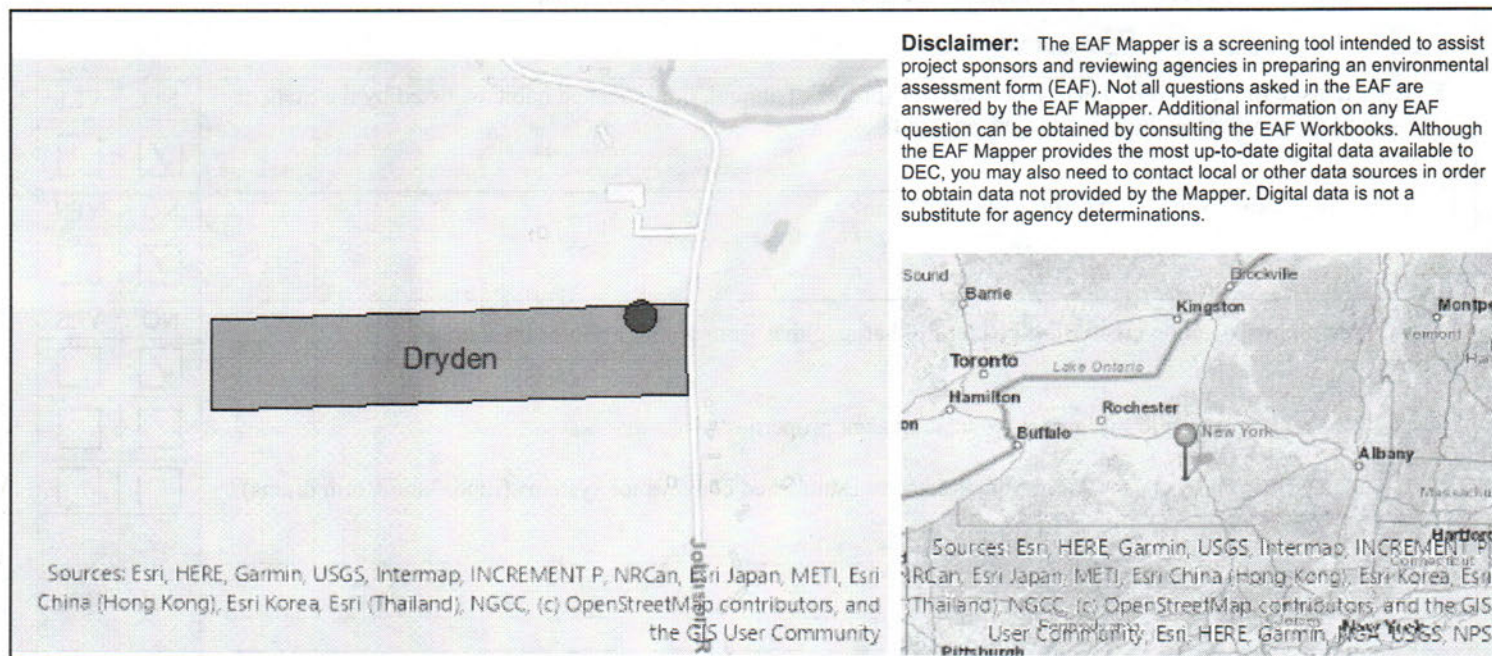 Disclaimer: The EAF Mapper is a screening tool intended to assist
project sponsors and reviewing agencies in preparing an environmental
assessment form (EAF). Not all questions asked in the EAF are
answered by the EAF Mapper. Additional information on any EAF
question can be obtained by consulting the EAF Workbooks. Although
the EAF Mapper provides the most up-to-date digital data available to
DEC, you may also need to contact local or other data sources in order
to obtain data not provided by the Mapper. Digital data is not a
substitute for agency determinations.
Dryden
Sources: Esri, HERE, Garmin, USGS, Intermap, INCREMENT P, NRCan, Esri Japan, METI, Esri
China (Hong Kong), Esri Korea, Esri (Thailand), NGCC, (c) OpenStreetMap contributors, and
the GIS User Community
Sound
Barrie
Brockville
Kingston
Montpe
Vermont
Toronto
Lake Ontario
Hamilton
Rochester
on
Buffalo
New York
Albany
Hartford
Sources: Esri, HERE, Garmin, USGS, Intermap, INCREMENT P,
NRCan, Esri Japan, METI, Esri China (Hong Kong), Esri Korea, Esri
(Thailand), NGCC, (c) OpenStreetMap contributors, and the GIS
User Community, Esri, HERE, Garmin, NGA, USGS, NPS
New York
Pittsburgh